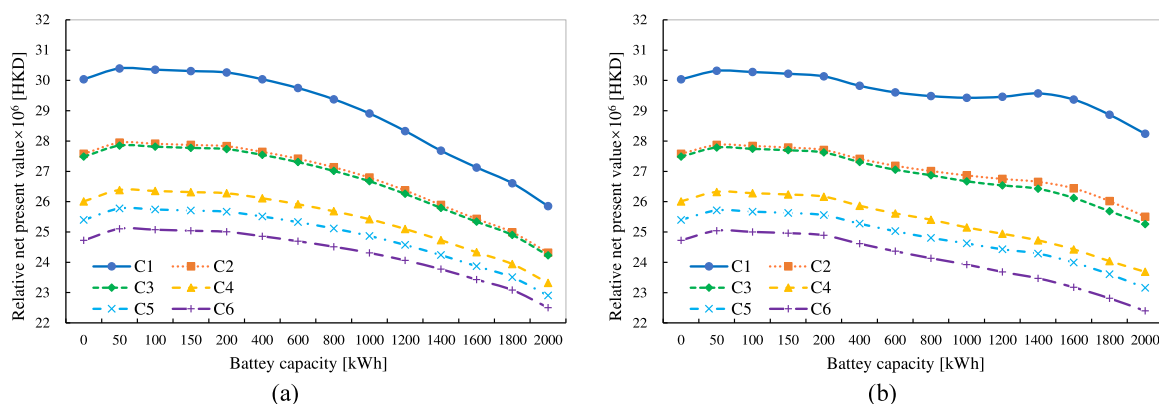 Relative net present value×10⁶ [HKD]
32
31
30
29
28
27
26
25
24
23
22
C1 C2
C3 C4
C5 C6
0 50 100 150 200 400 600 800 1000 1200 1400 1600 1800 2000
Battey capacity [kWh]
(a)
Relative net present value×10⁶ [HKD]
32
31
30
29
28
27
26
25
24
23
22
C1 C2
C3 C4
C5 C6
0 50 100 150 200 400 600 800 1000 1200 1400 1600 1800 2000
Battey capacity [kWh]
(b)